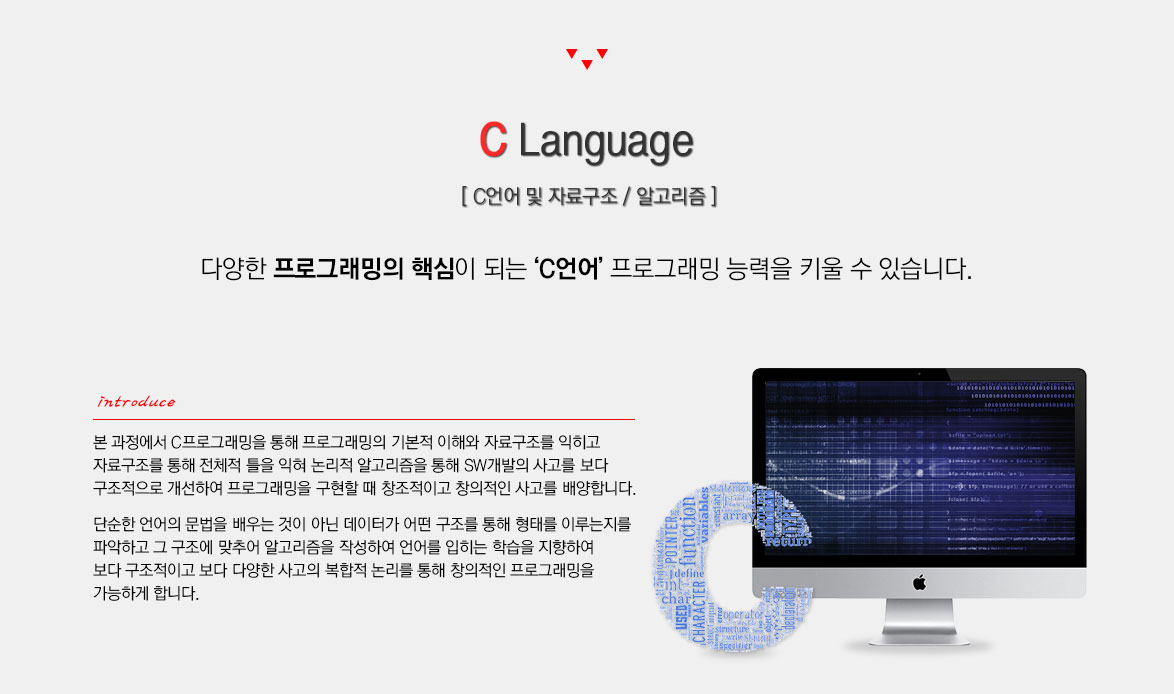 C Language
[ C언어 및 자료구조 / 알고리즘 ]
다양한 프로그래밍의 핵심이 되는 ‘C언어’ 프로그래밍 능력을 키울 수 있습니다.
introduce
본 과정에서 C프로그래밍을 통해 프로그래밍의 기본적 이해와 자료구조를 익히고
자료구조를 통해 전체적 틀을 익혀 논리적 알고리즘을 통해 SW개발의 사고를 보다
구조적으로 개선하여 프로그래밍을 구현할 때 창조적이고 창의적인 사고를 배양합니다.
단순한 언어의 문법을 배우는 것이 아닌 데이터가 어떤 구조를 통해 형태를 이루는지를
파악하고 그 구조에 맞추어 알고리즘을 작성하여 언어를 입히는 학습을 지향하여
보다 구조적이고 보다 다양한 사고의 복합적 논리를 통해 창의적인 프로그래밍을
가능하게 합니다.
statement
variables
array
function
POINTER
return
define
int
char
CHARACTER
USED
operator
structure
write
specifier
declaration
object